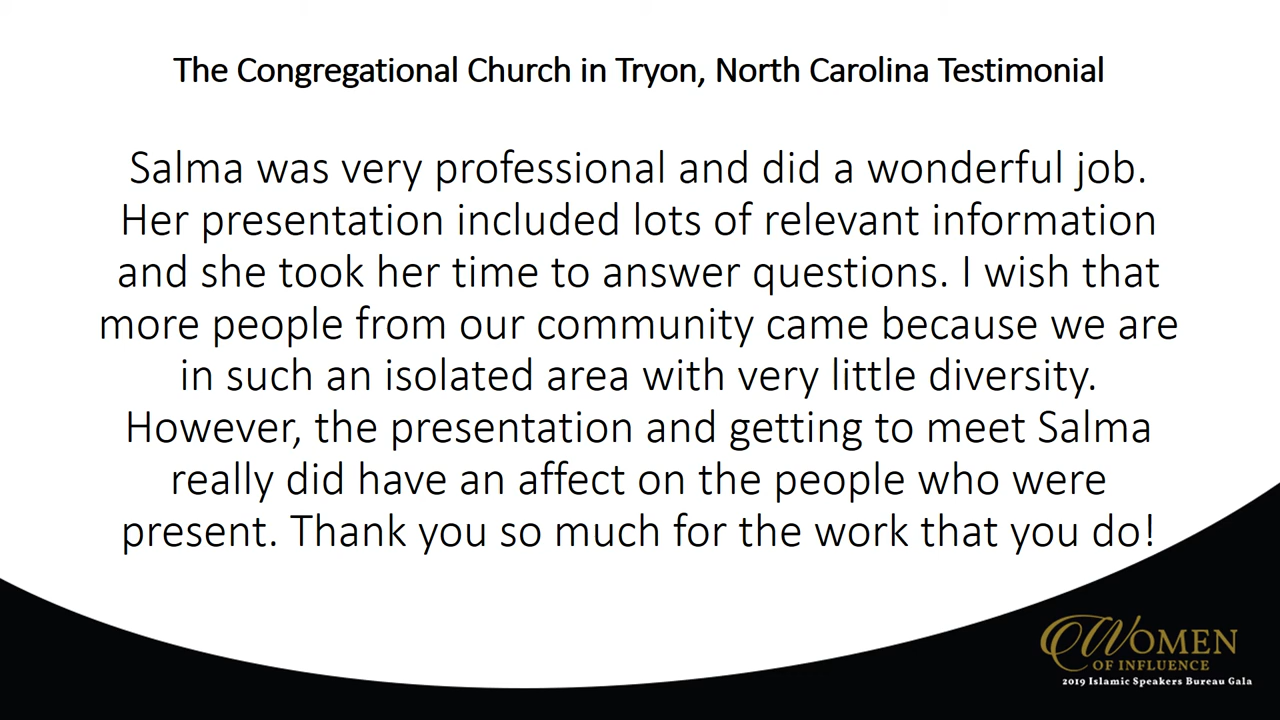 The Congregational Church in Tryon, North Carolina Testimonial
Salma was very professional and did a wonderful job.
Her presentation included lots of relevant information
and she took her time to answer questions. I wish that
more people from our community came because we are
in such an isolated area with very little diversity.
However, the presentation and getting to meet Salma
really did have an affect on the people who were
present. Thank you so much for the work that you do!
WOMEN
OF INFLUENCE
2019 Islamic Speakers Bureau Gala